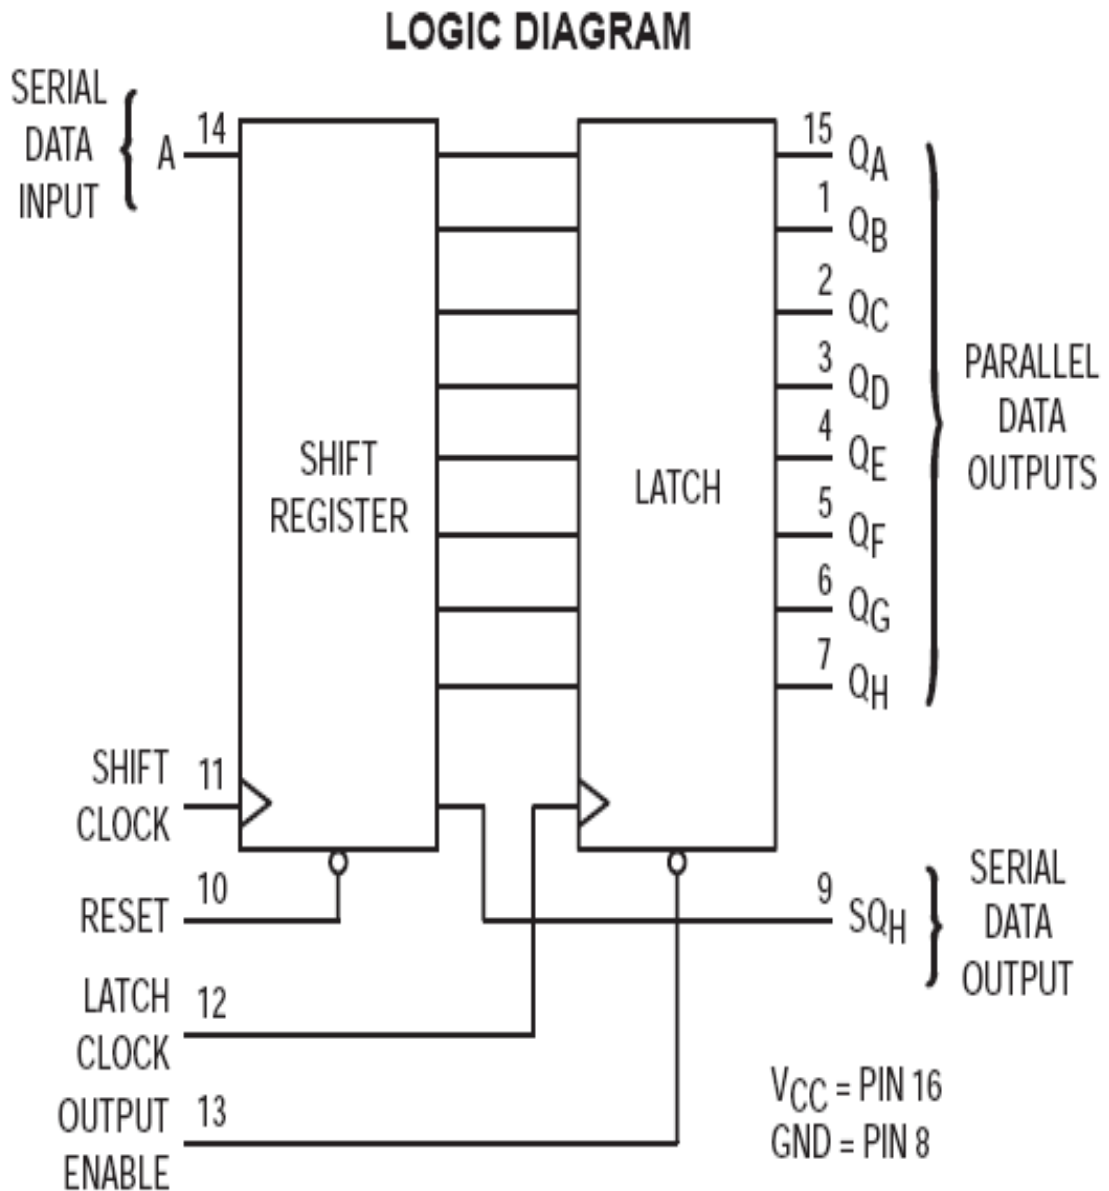 LOGIC DIAGRAM
SERIAL
DATA
INPUT
A
14
SHIFT
REGISTER
LATCH
15 QA
1 QB
2 QC
3 QD
4 QE
5 QF
6 QG
7 QH
PARALLEL
DATA
OUTPUTS
SHIFT
CLOCK
11
RESET
10
LATCH
CLOCK
12
OUTPUT
ENABLE
13
9 SQH
SERIAL
DATA
OUTPUT
VCC = PIN 16
GND = PIN 8